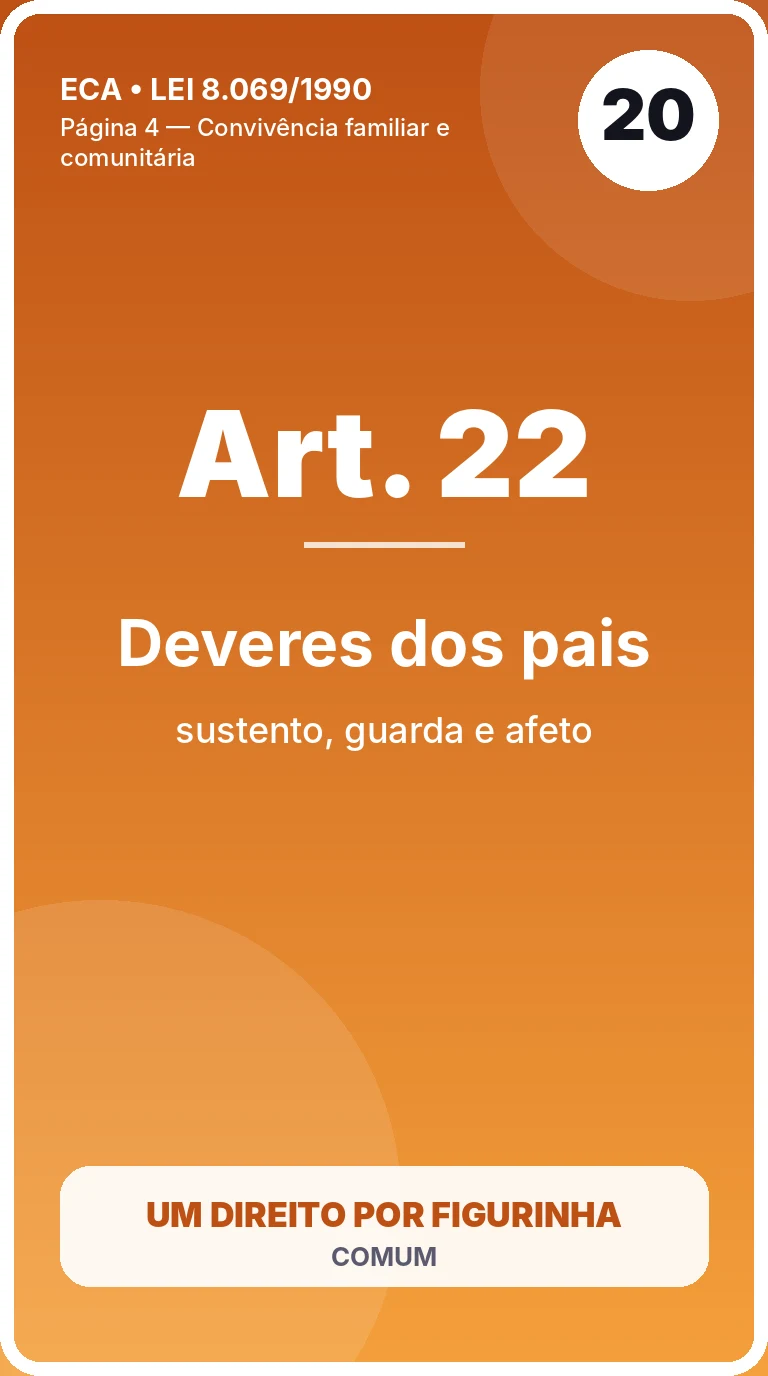 ECA • LEI 8.069/1990
Página 4 — Convivência familiar e
comunitária
20
Art. 22
Deveres dos pais
sustento, guarda e afeto
UM DIREITO POR FIGURINHA
COMUM